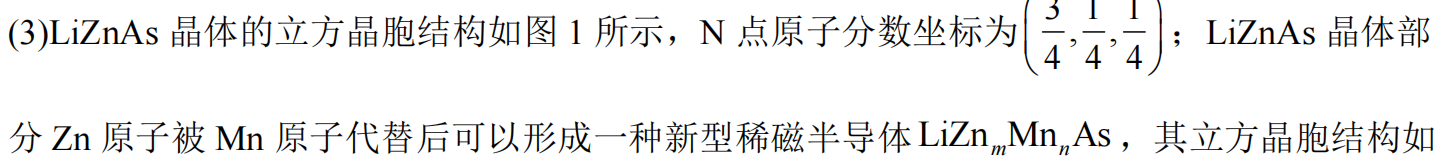 (3)LiZnAs 晶体的立方晶胞结构如图 1 所示，N 点原子分数坐标为(3/4,1/4,1/4)；LiZnAs 晶体部
分 Zn 原子被 Mn 原子代替后可以形成一种新型稀磁半导体 LiZnₘMnₙAs，其立方晶胞结构如